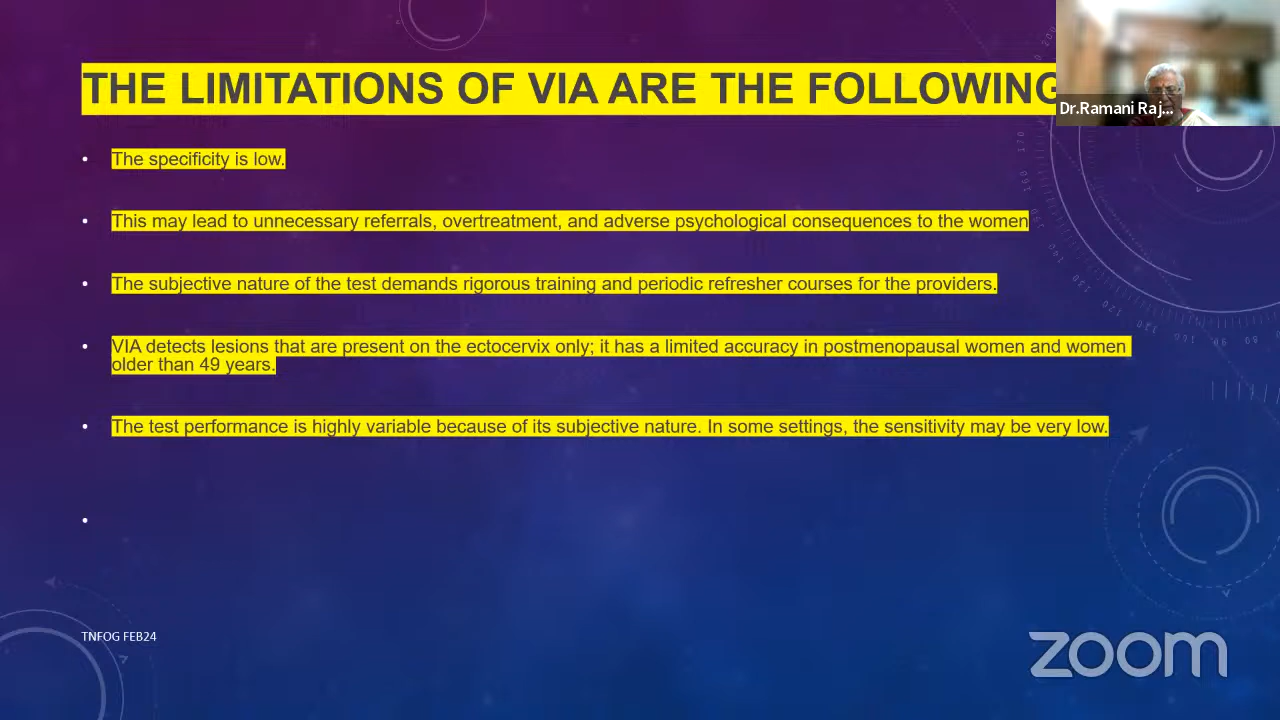 THE LIMITATIONS OF VIA ARE THE FOLLOWING
Dr.Ramani Raj...
• The specificity is low.
• This may lead to unnecessary referrals, overtreatment, and adverse psychological consequences to the women
• The subjective nature of the test demands rigorous training and periodic refresher courses for the providers.
• VIA detects lesions that are present on the ectocervix only; it has a limited accuracy in postmenopausal women and women
older than 49 years.
• The test performance is highly variable because of its subjective nature. In some settings, the sensitivity may be very low.
•
TNFOG FEB24
zoom